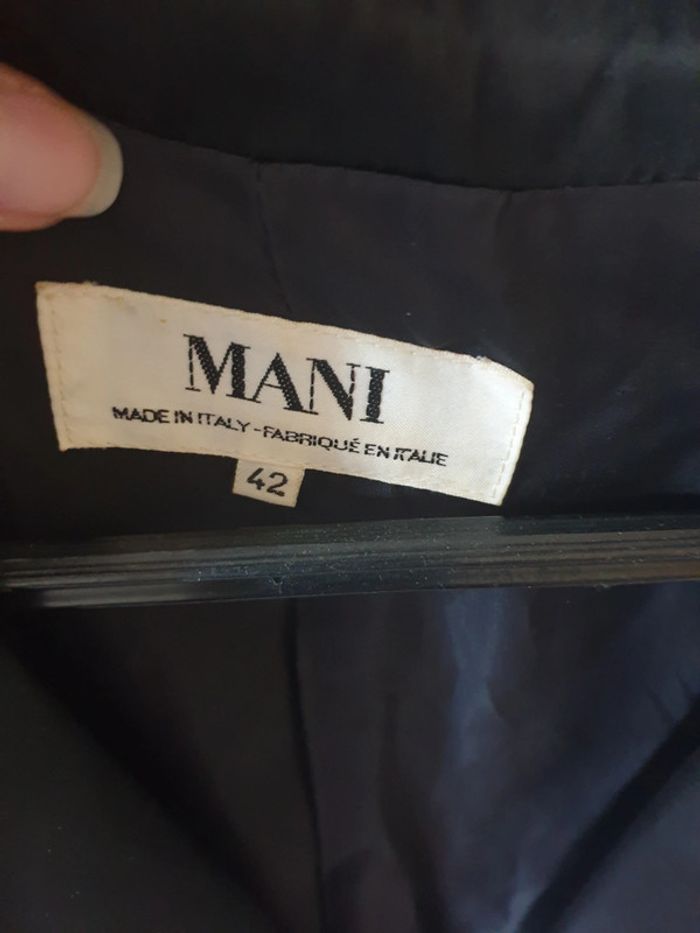 MANI
MADE IN ITALY - FABRIQUÉ EN ITALIE
42